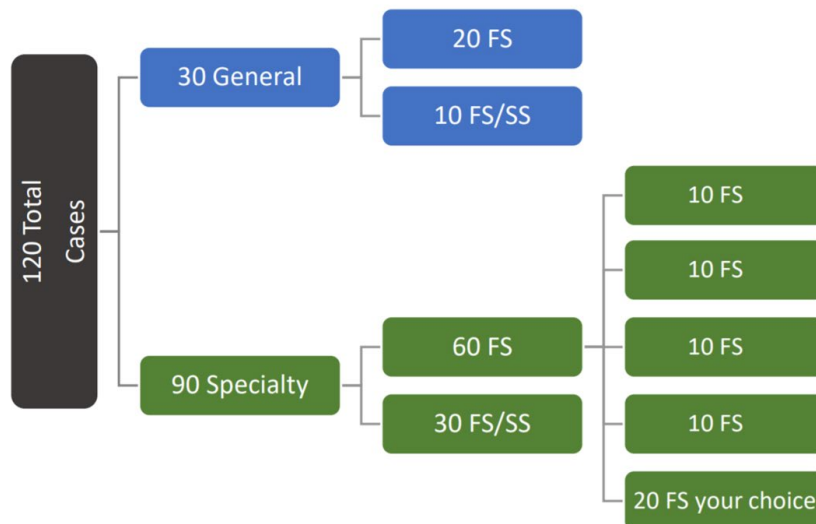 120 Total
Cases
30 General
20 FS
10 FS/SS
90 Specialty
60 FS
30 FS/SS
10 FS
10 FS
10 FS
10 FS
20 FS your choice